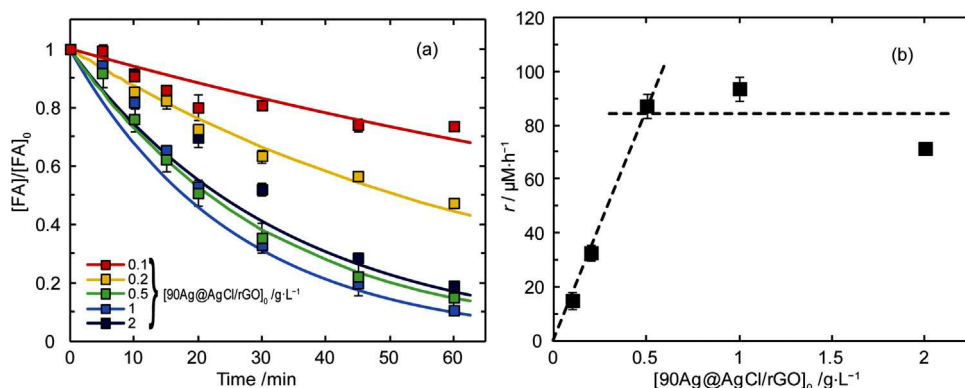 (a)
1
0.8
0.6
0.4
0.2
0
[FA]/[FA]₀
0.1
0.2
0.5
1
2
[90Ag@AgCl/rGO]₀ /g·L⁻¹
0 10 20 30 40 50 60
Time /min
(b)
120
100
80
60
40
20
0
r / µM·h⁻¹
0 0.5 1 1.5 2
[90Ag@AgCl/rGO]₀ /g·L⁻¹